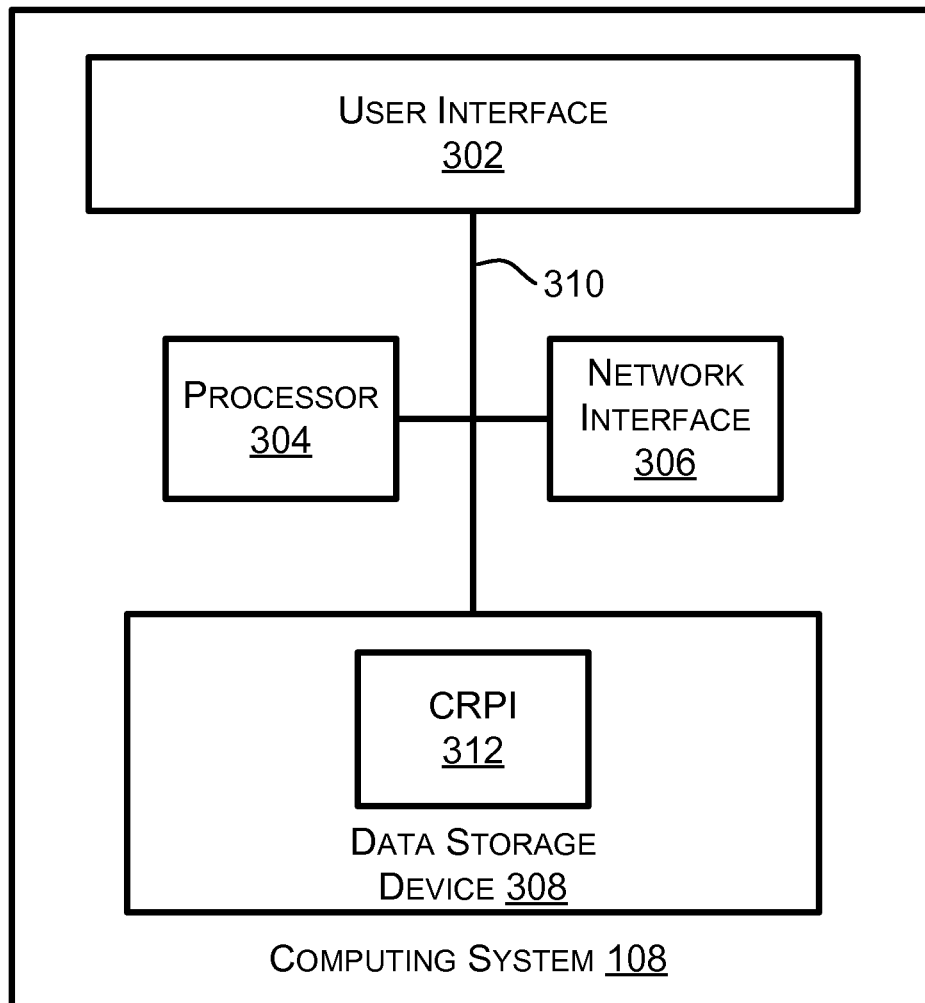 USER INTERFACE
302
310
PROCESSOR
304
NETWORK
INTERFACE
306
CRPI
312
DATA STORAGE
DEVICE 308
COMPUTING SYSTEM 108